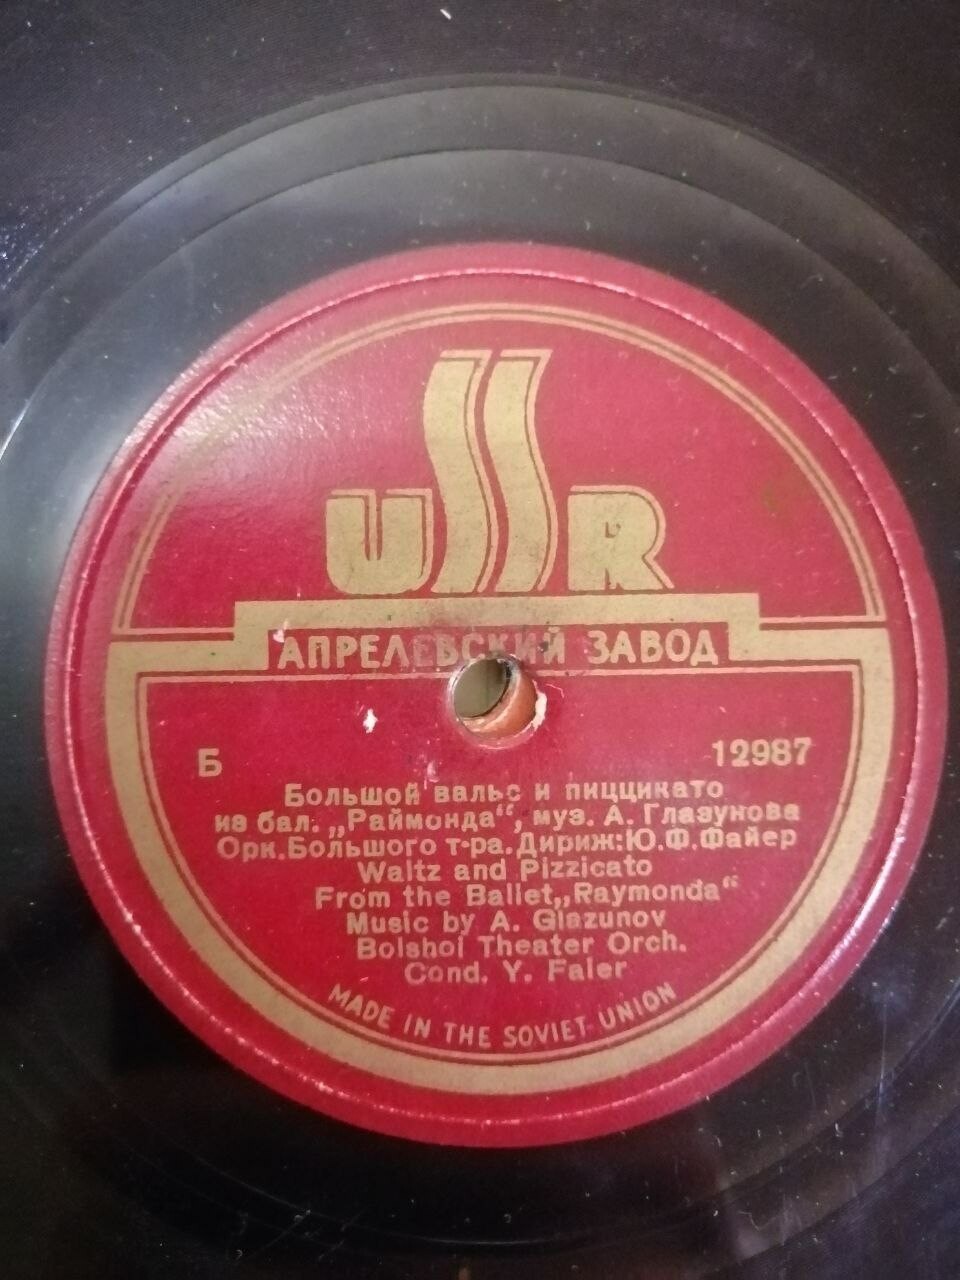 USSR
АПРЕЛЕВСКИЙ ЗАВОД
Б 12987
Большой вальс и пиццикато
из бал. „Раймонда“, муз. А. Глазунова
Орк. Большого т-ра. Дириж: Ю. Ф. Файер
Waltz and Pizzicato
From the Ballet „Raymonda“
Music by A. Glazunov
Bolshoi Theater Orch.
Cond. Y. Faier
MADE IN THE SOVIET UNION